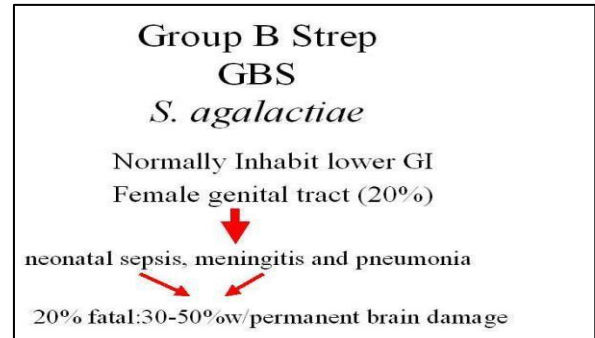 Group B Strep
GBS
S. agalactiae
Normally Inhabit lower GI
Female genital tract (20%)
neonatal sepsis, meningitis and pneumonia
20% fatal:30-50%w/permanent brain damage